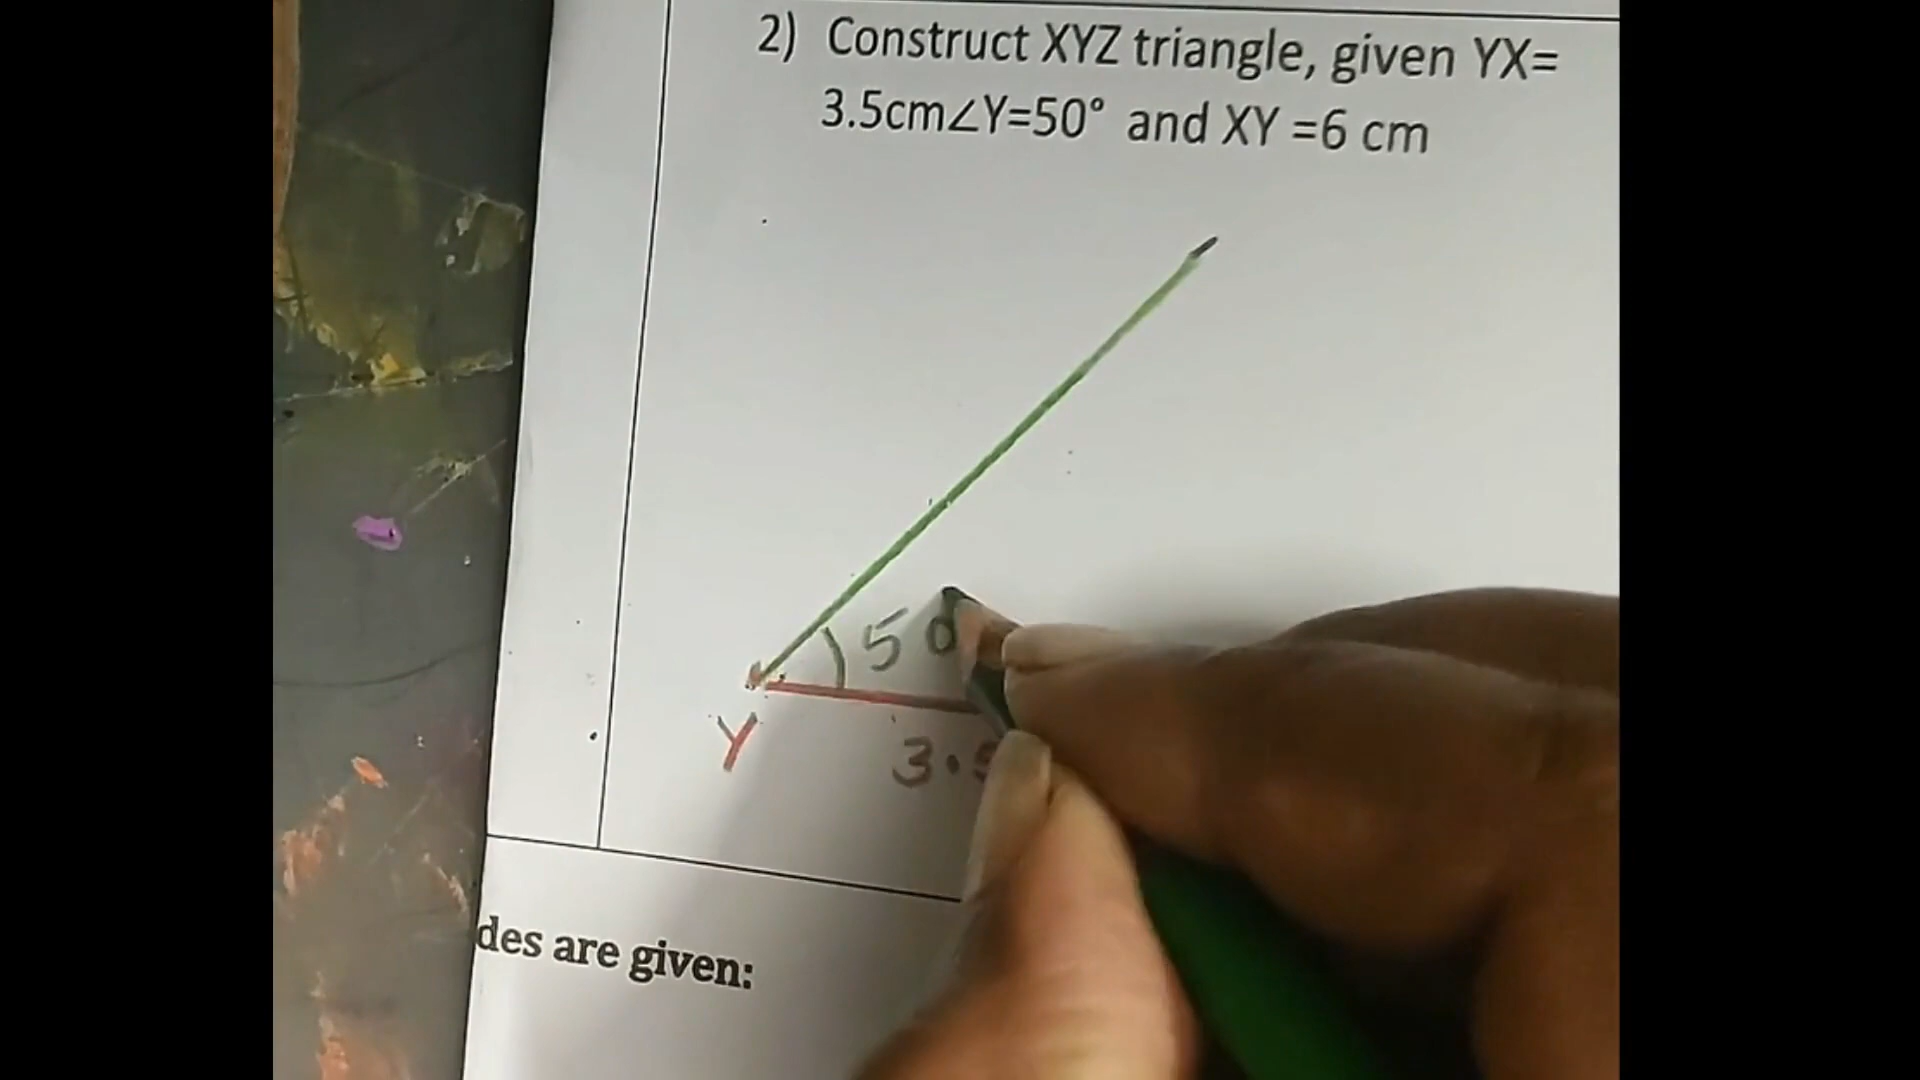 2) Construct XYZ triangle, given YX=
3.5cm∠Y=50° and XY =6 cm
50
Y
3.5
des are given: